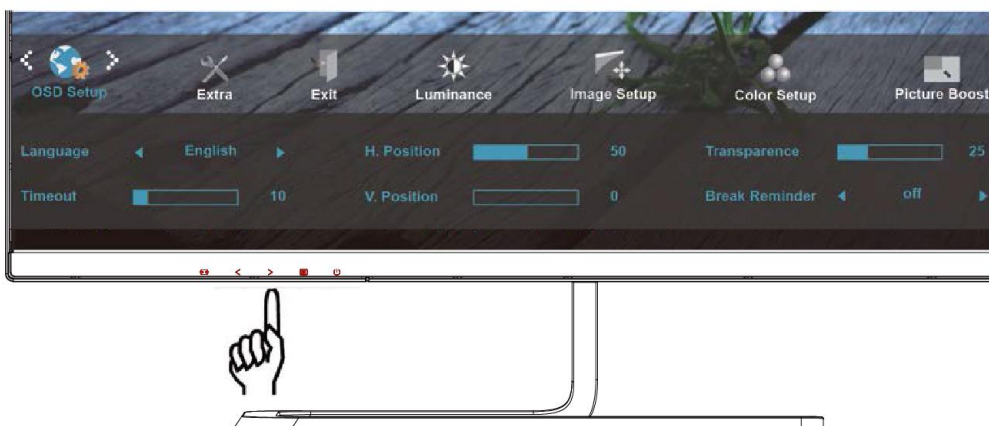 OSD Setup Extra Exit Luminance Image Setup Color Setup Picture Boost
Language English H. Position 50 Transparence 25
Timeout 10 V. Position 0 Break Reminder off